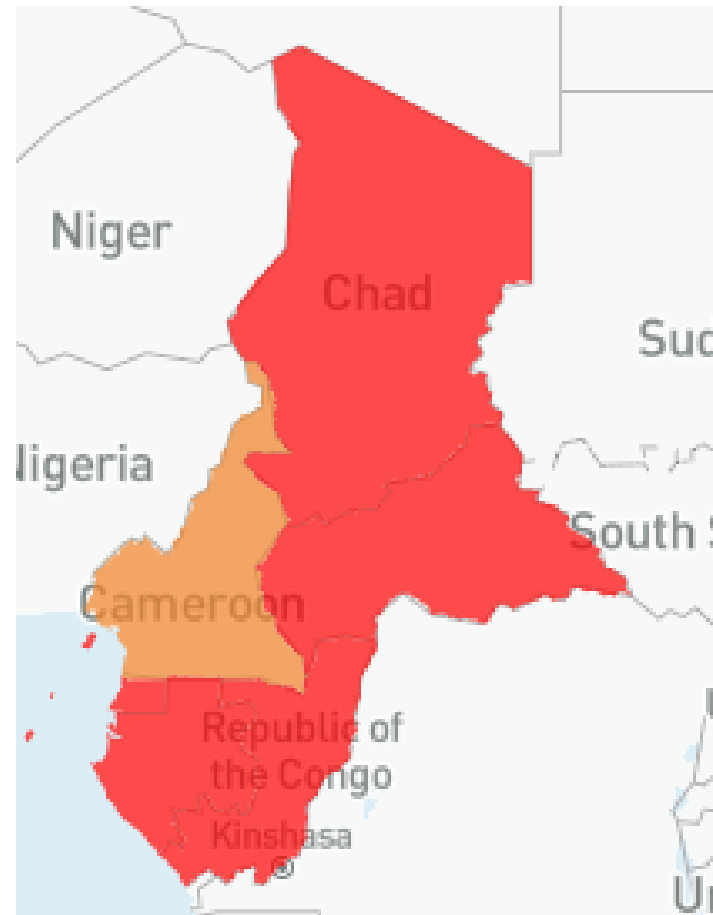 Niger
Chad
Sud
Nigeria
South S
Cameroon
Republic of
the Congo
Kinshasa
U